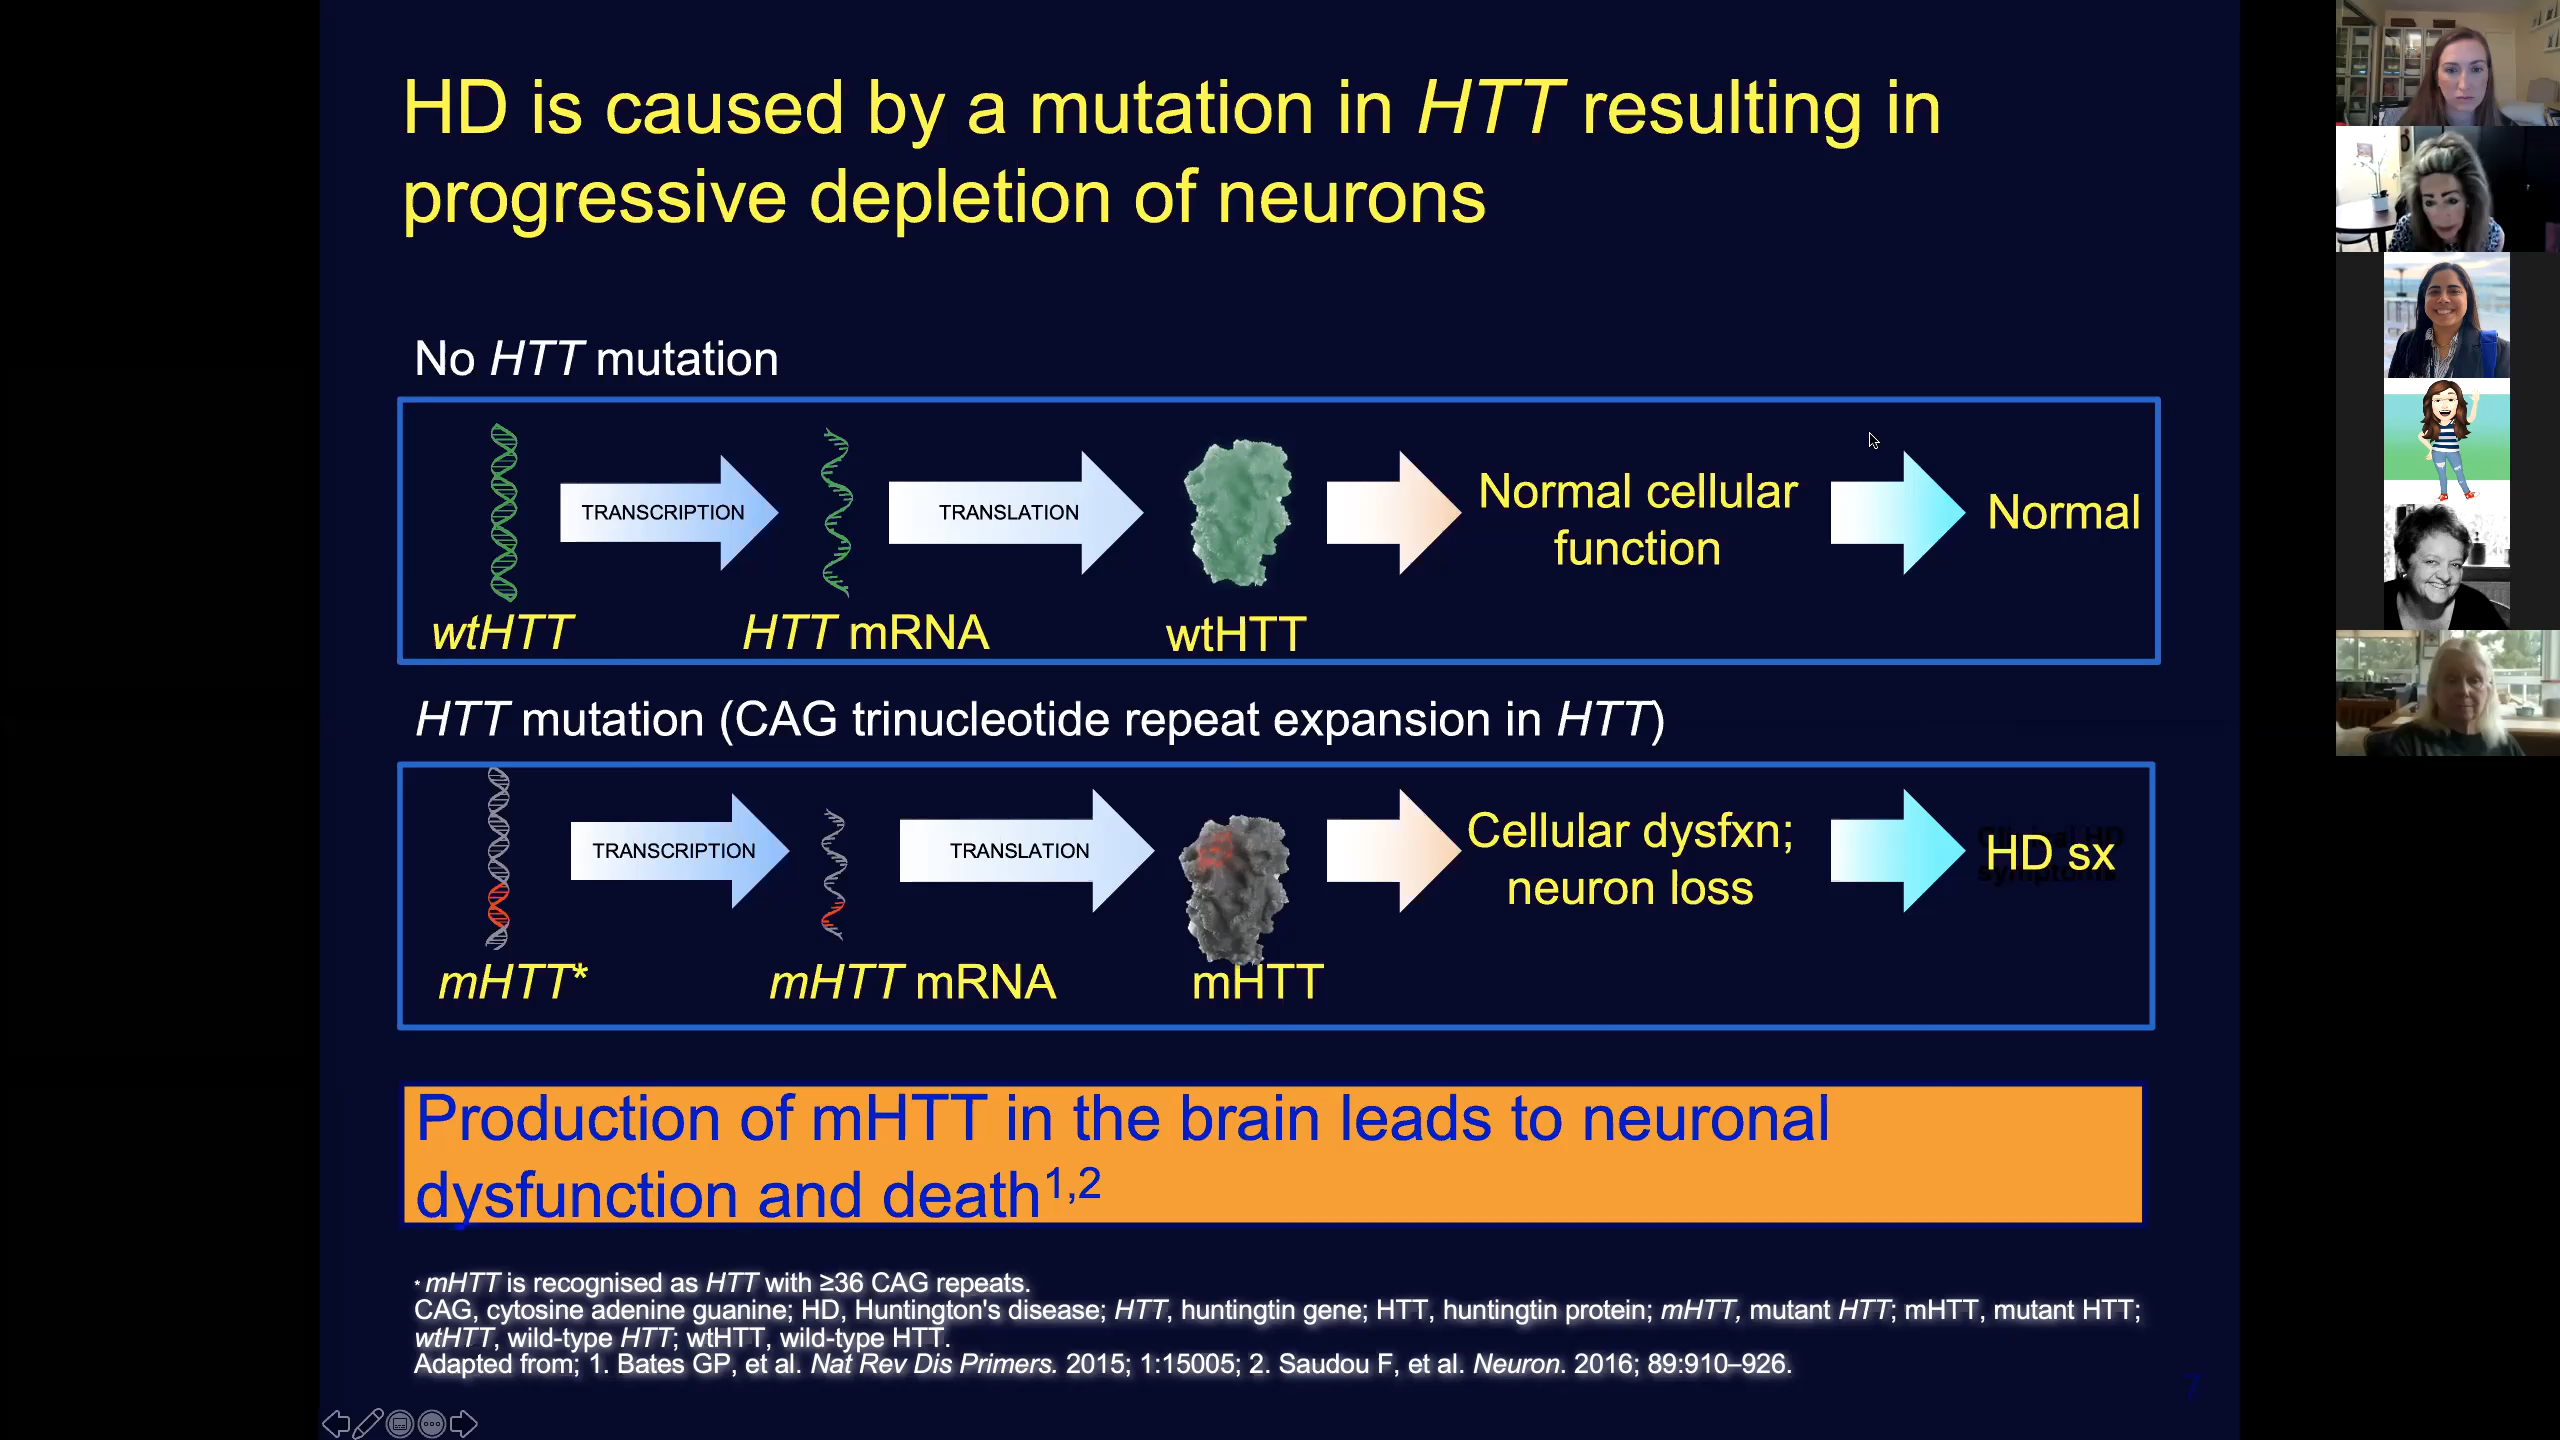 HD is caused by a mutation in HTT resulting in
progressive depletion of neurons
No HTT mutation
TRANSCRIPTION
TRANSLATION
Normal cellular
function
Normal
wtHTT
HTT mRNA
wtHTT
HTT mutation (CAG trinucleotide repeat expansion in HTT)
TRANSCRIPTION
TRANSLATION
Cellular dysfxn;
neuron loss
Clinical HD
symptoms
HD sx
mHTT*
mHTT mRNA
mHTT
Production of mHTT in the brain leads to neuronal
dysfunction and death1,2
* mHTT is recognised as HTT with ≥36 CAG repeats.
CAG, cytosine adenine guanine; HD, Huntington's disease; HTT, huntingtin gene; HTT, huntingtin protein; mHTT, mutant HTT; mHTT, mutant HTT;
wtHTT, wild-type HTT; wtHTT, wild-type HTT.
Adapted from; 1. Bates GP, et al. Nat Rev Dis Primers. 2015; 1:15005; 2. Saudou F, et al. Neuron. 2016; 89:910–926.
7